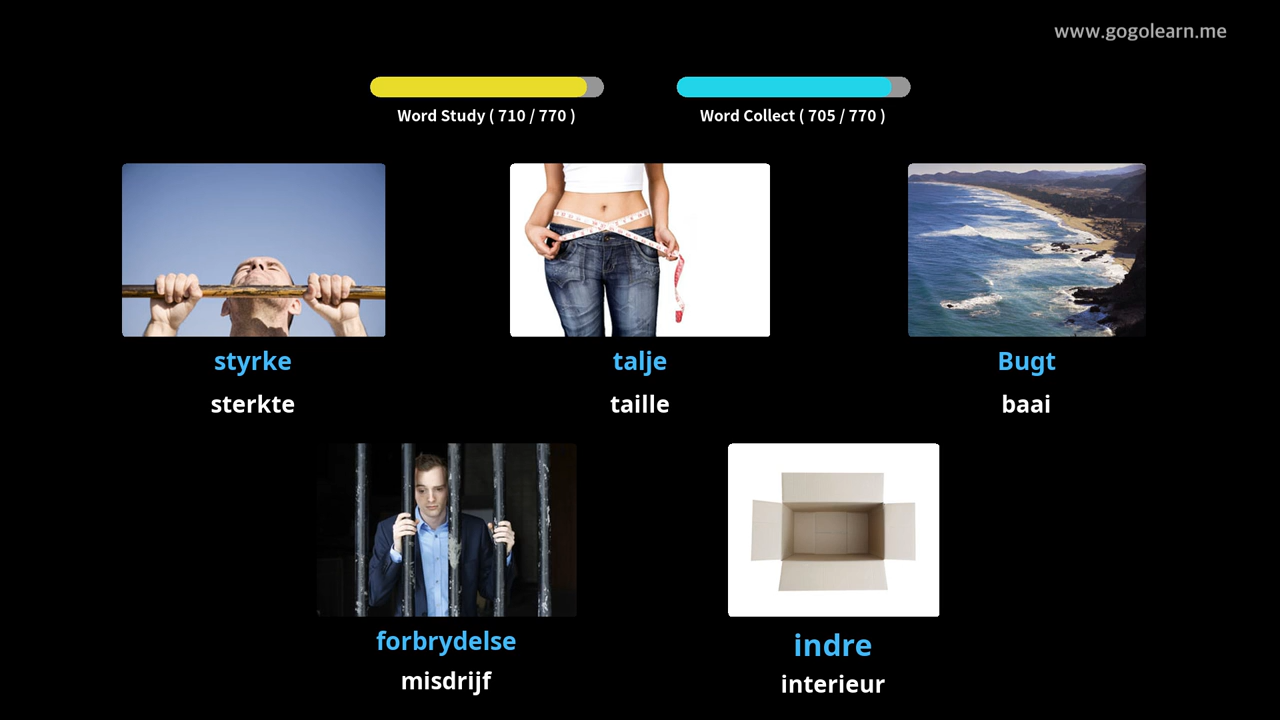 www.gogolearn.me
Word Study ( 710 / 770 )
Word Collect ( 705 / 770 )
styrke
talje
Bugt
sterkte
taille
baai
forbrydelse
indre
misdrijf
interieur